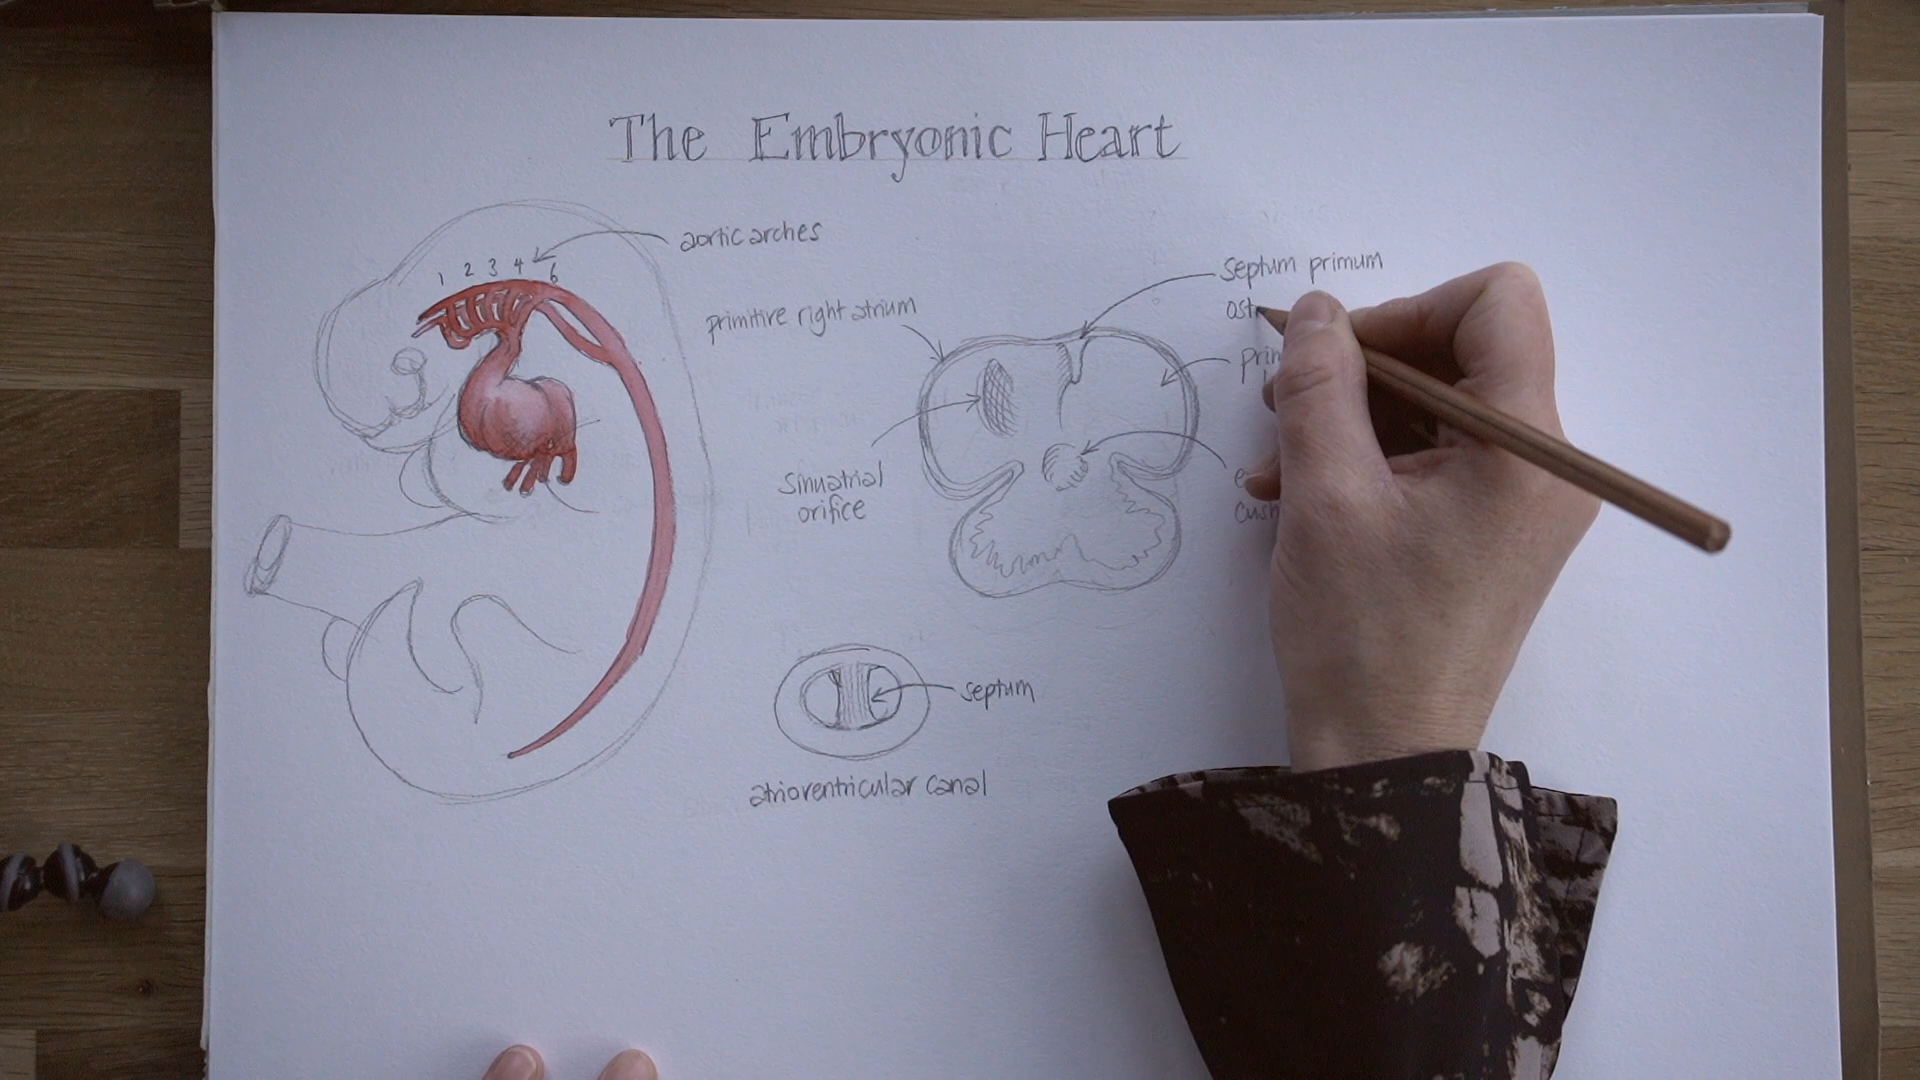 The Embryonic Heart
aortic arches
1 2 3 4 6
septum primum
primitive right atrium
sinuatrial
orifice
septum
atrioventricular canal